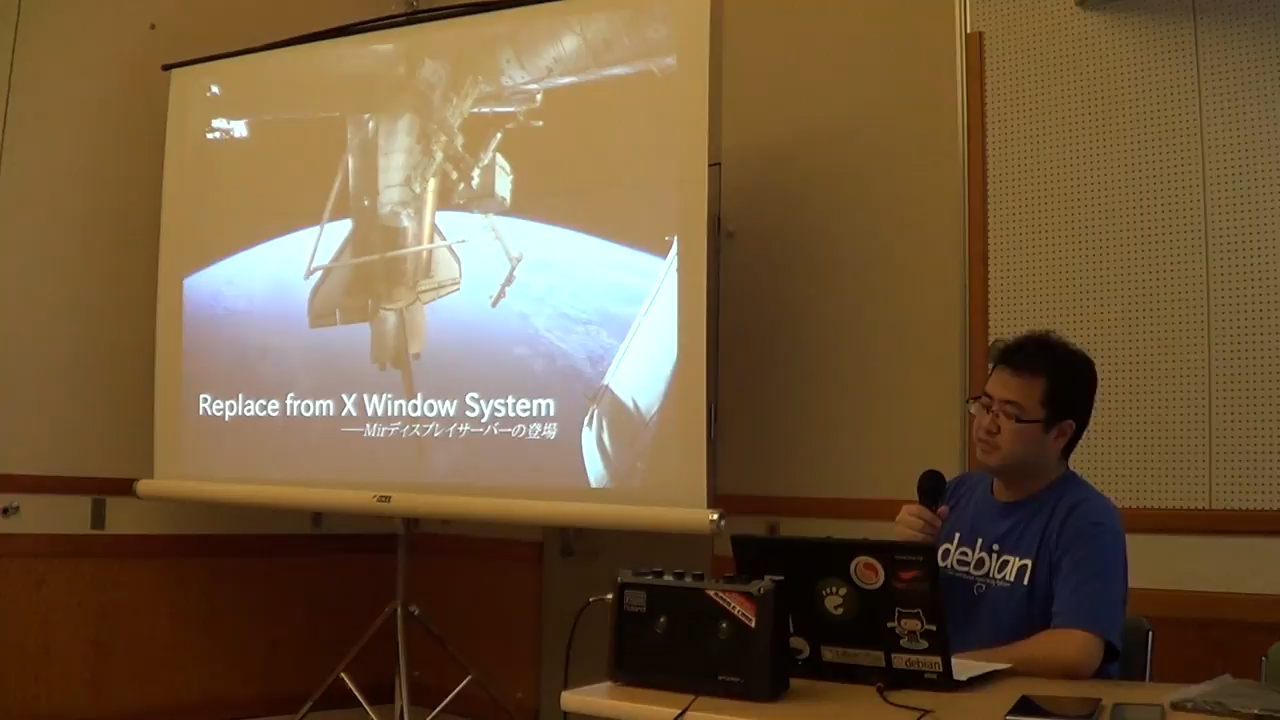 Replace from X Window System
──Mirディスプレイサーバーの登場
debian
Roland
debian